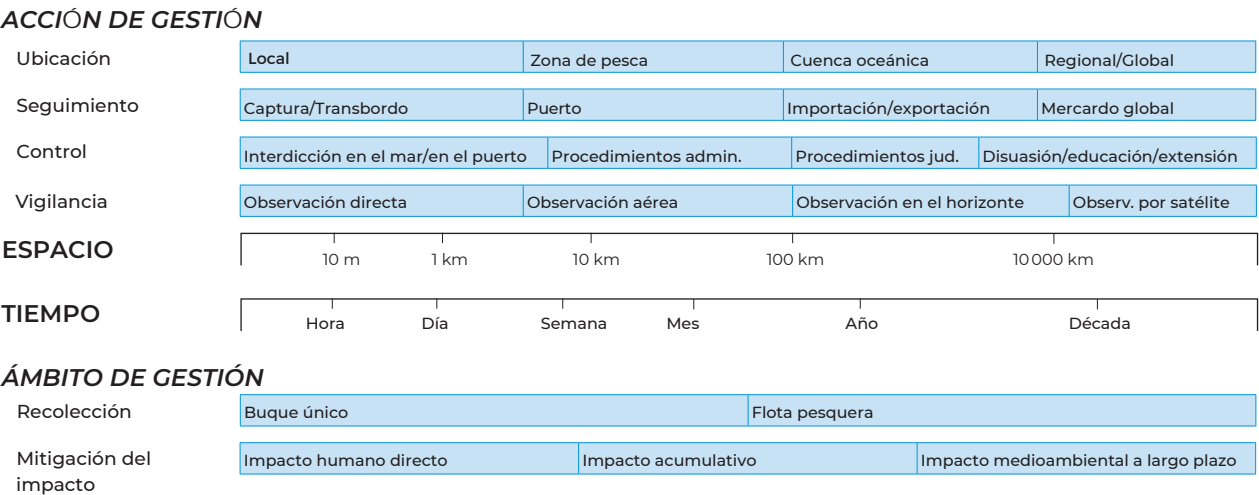 ACCIÓN DE GESTIÓN
Ubicación Local Zona de pesca Cuenca oceánica Regional/Global
Seguimiento Captura/Transbordo Puerto Importación/exportación Mercardo global
Control Interdicción en el mar/en el puerto Procedimientos admin. Procedimientos jud. Disuasión/educación/extensión
Vigilancia Observación directa Observación aérea Observación en el horizonte Observ. por satélite
ESPACIO
10 m 1 km 10 km 100 km 10 000 km
TIEMPO
Hora Día Semana Mes Año Década
ÁMBITO DE GESTIÓN
Recolección Buque único Flota pesquera
Mitigación del Impacto humano directo Impacto acumulativo Impacto medioambiental a largo plazo
impacto